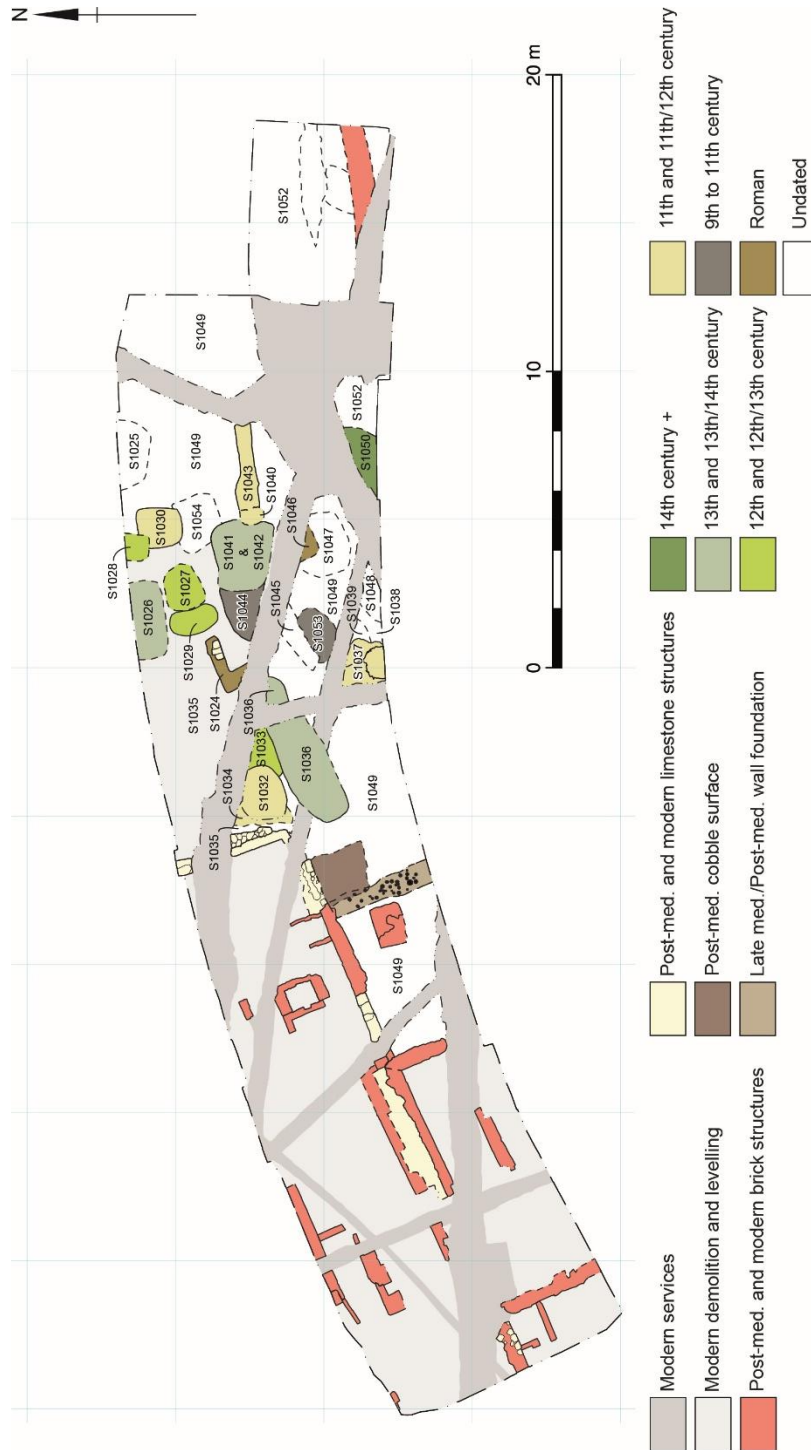 N
S1052
S1049
S1025
S1049
S1052
S1050
S1028
S1030
S1054
S1043
S1040
S1026
S1027
S1041
&
S1042
S1046
S1047
S1029
S1044
S1045
S1049
S1039
S1048
S1038
S1053
S1037
S1035
S1024
S1036
S1034
S1033
S1032
S1036
S1049
S1035
S1049
0
10
20 m
Modern services
Modern demolition and levelling
Post-med. and modern brick structures
Post-med. and modern limestone structures
Post-med. cobble surface
Late med./Post-med. wall foundation
14th century +
13th and 13th/14th century
12th and 12th/13th century
11th and 11th/12th century
9th to 11th century
Roman
Undated